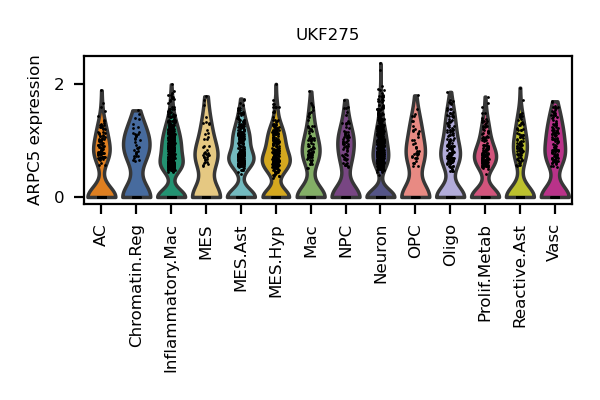 UKF275
ARPC5 expression
2
0
AC
Chromatin.Reg
Inflammatory.Mac
MES
MES.Ast
MES.Hyp
Mac
NPC
Neuron
OPC
Oligo
Prolif.Metab
Reactive.Ast
Vasc